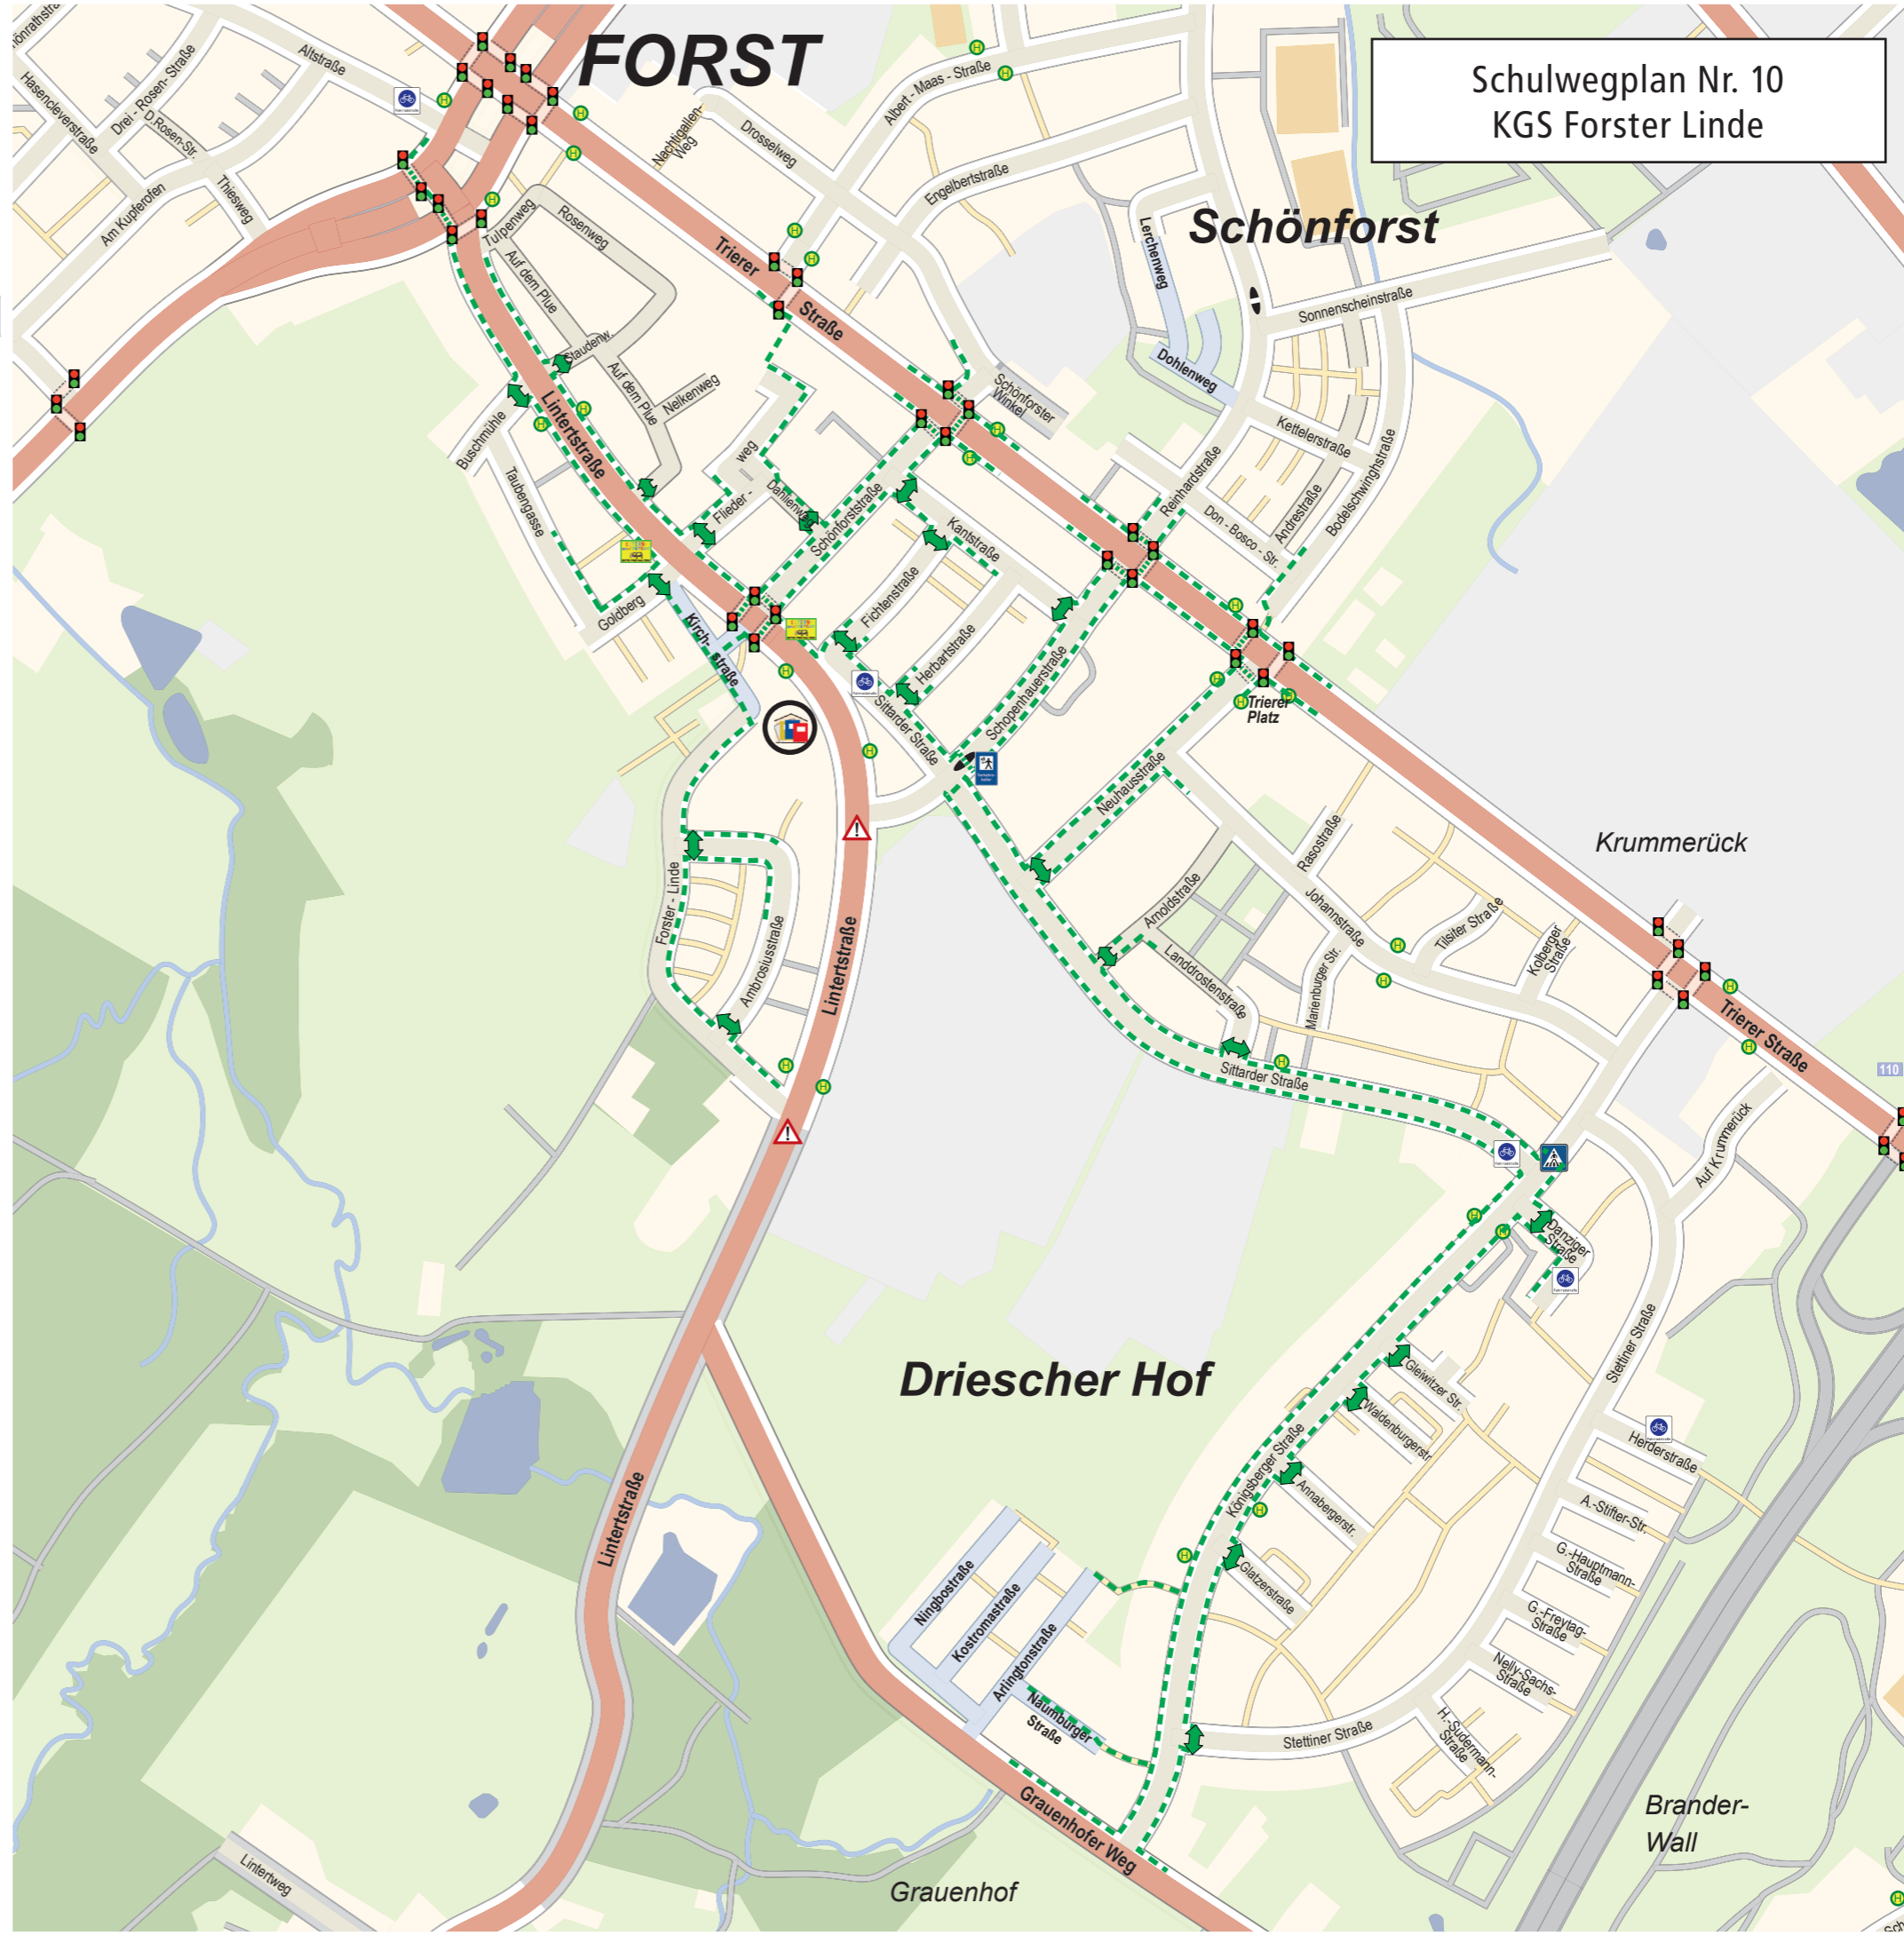 Schulwegplan Nr. 10
KGS Forster Linde
FORST
Schönforst
Driescher Hof
Krummerück
Brander-
Wall
Grauenhof
Hasencleverstraße
Drei - Rosen- Straße
D.Rosen-Str.
Altstraße
Thiesweg
Am Kupferofen
Nachtigallen-
Weg
Drosselweg
Albert - Maas - Straße
Engelbertstraße
Lerchenweg
Dohlenweg
Sonnenscheinstraße
Tulpenweg
Rosenweg
Auf dem Plue
Staudenw.
Auf dem Plue
Nelkenweg
Trierer
Straße
Schönforster
Winkel
Kettelerstraße
Reinhardstraße
Don - Bosco - Str.
Andrestraße
Bodelschwinghstraße
Buschmühle
Taubengasse
Lintertstraße
Flieder -
weg
Dahlienweg
Schönforststraße
Kantstraße
Goldberg
Kirch-
straße
Fichtenstraße
Herbartstraße
Sittarder Straße
Schopenhauerstraße
Trierer
Platz
Neuhausstraße
Rasostraße
Arnoldstraße
Johannstraße
Tilsiter Straße
Kolberger
Straße
Landdrostenstraße
Marienburger Str.
Forster - Linde
Ambrosiusstraße
Lintertstraße
Sittarder Straße
Trierer Straße
110
Auf Krummerück
Danziger
Straße
Stettiner Straße
Gleiwitzer Str.
Waldenburgerstr.
Königsberger Straße
Annabergerstr.
Glatzerstraße
Herderstraße
A.-Stifter-Str.
G.-Hauptmann-
Straße
G.-Freytag-
Straße
Nelly-Sachs-
Straße
H.-Sudermann-
Straße
Stettiner Straße
Lintertstraße
Ningbostraße
Kostromastraße
Arlingtonstraße
Naumburger
Straße
Grauenhofer Weg
Lintertweg